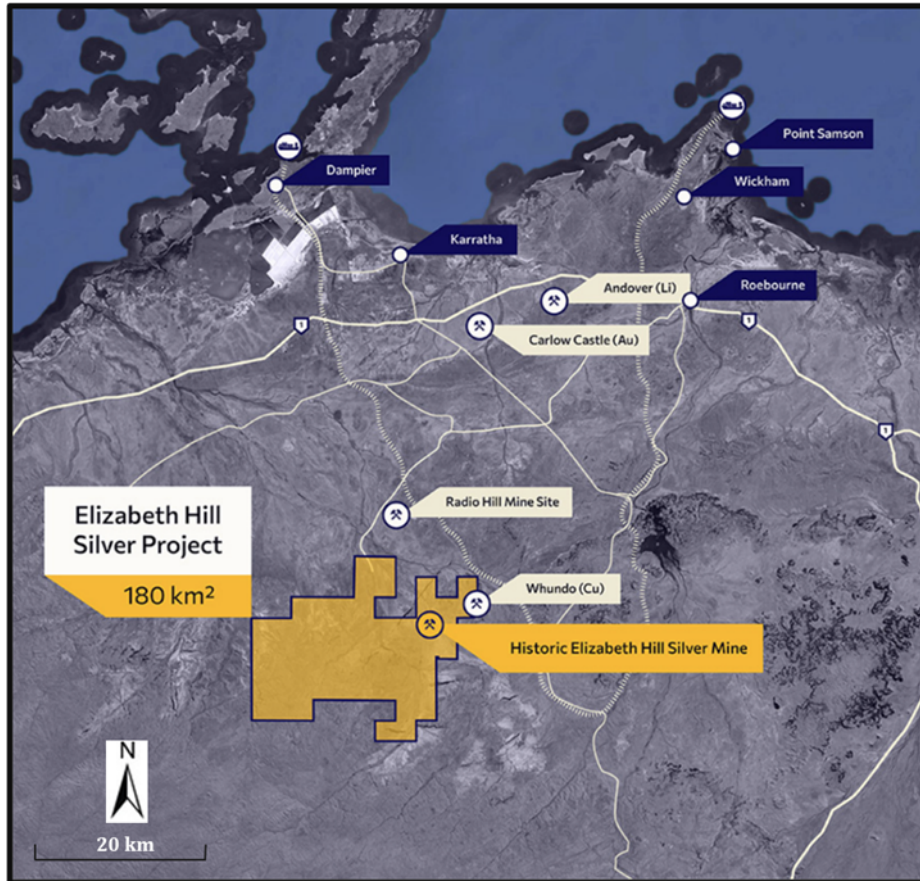 Point Samson
Dampier
Wickham
Karratha
Andover (Li)
Roebourne
1
1
Carlow Castle (Au)
1
Elizabeth Hill
Silver Project
180 km²
Radio Hill Mine Site
Whundo (Cu)
Historic Elizabeth Hill Silver Mine
N
20 km